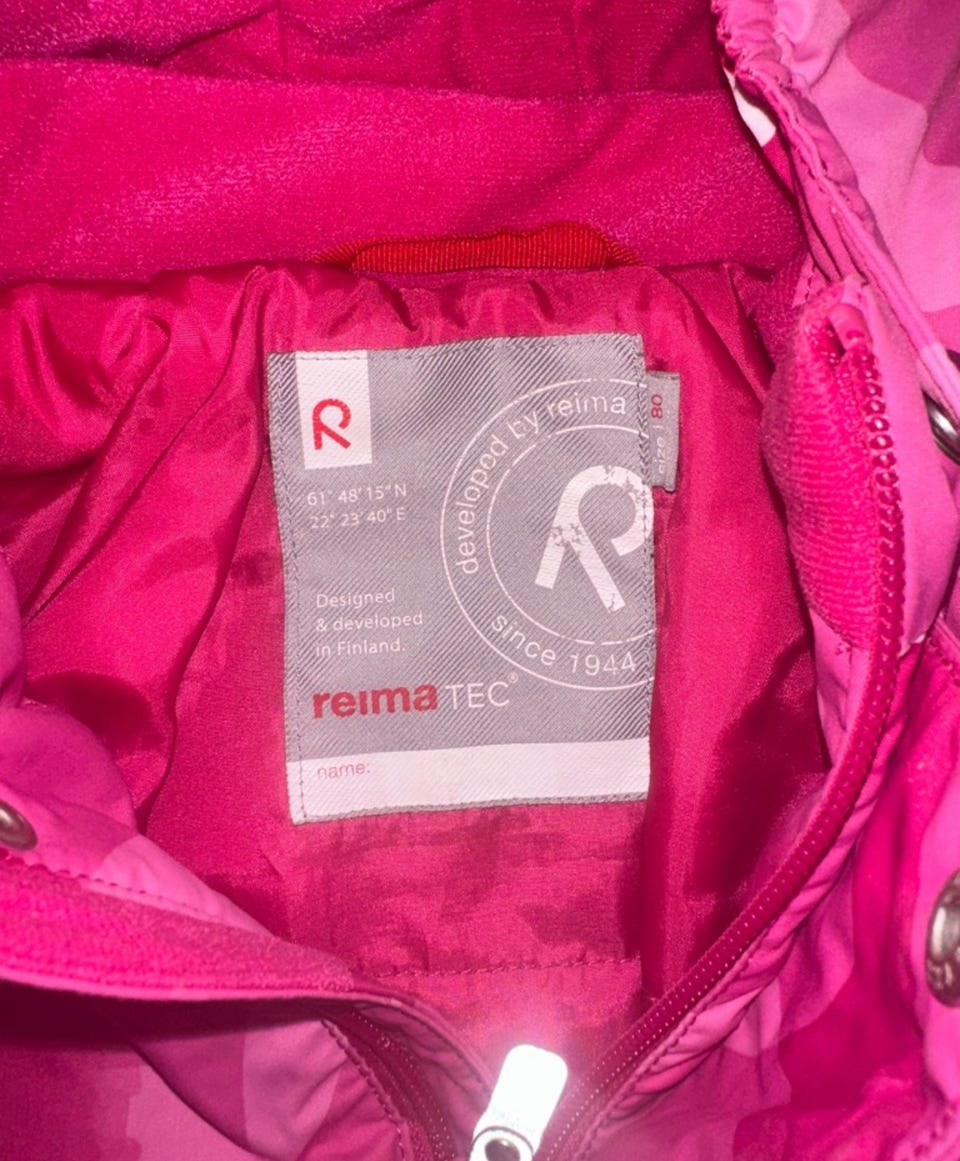 R
61° 48' 15" N
22° 23' 40" E
developed by reima
R
since 1944
size 80
Designed
& developed
in Finland.
reima TEC®
name: